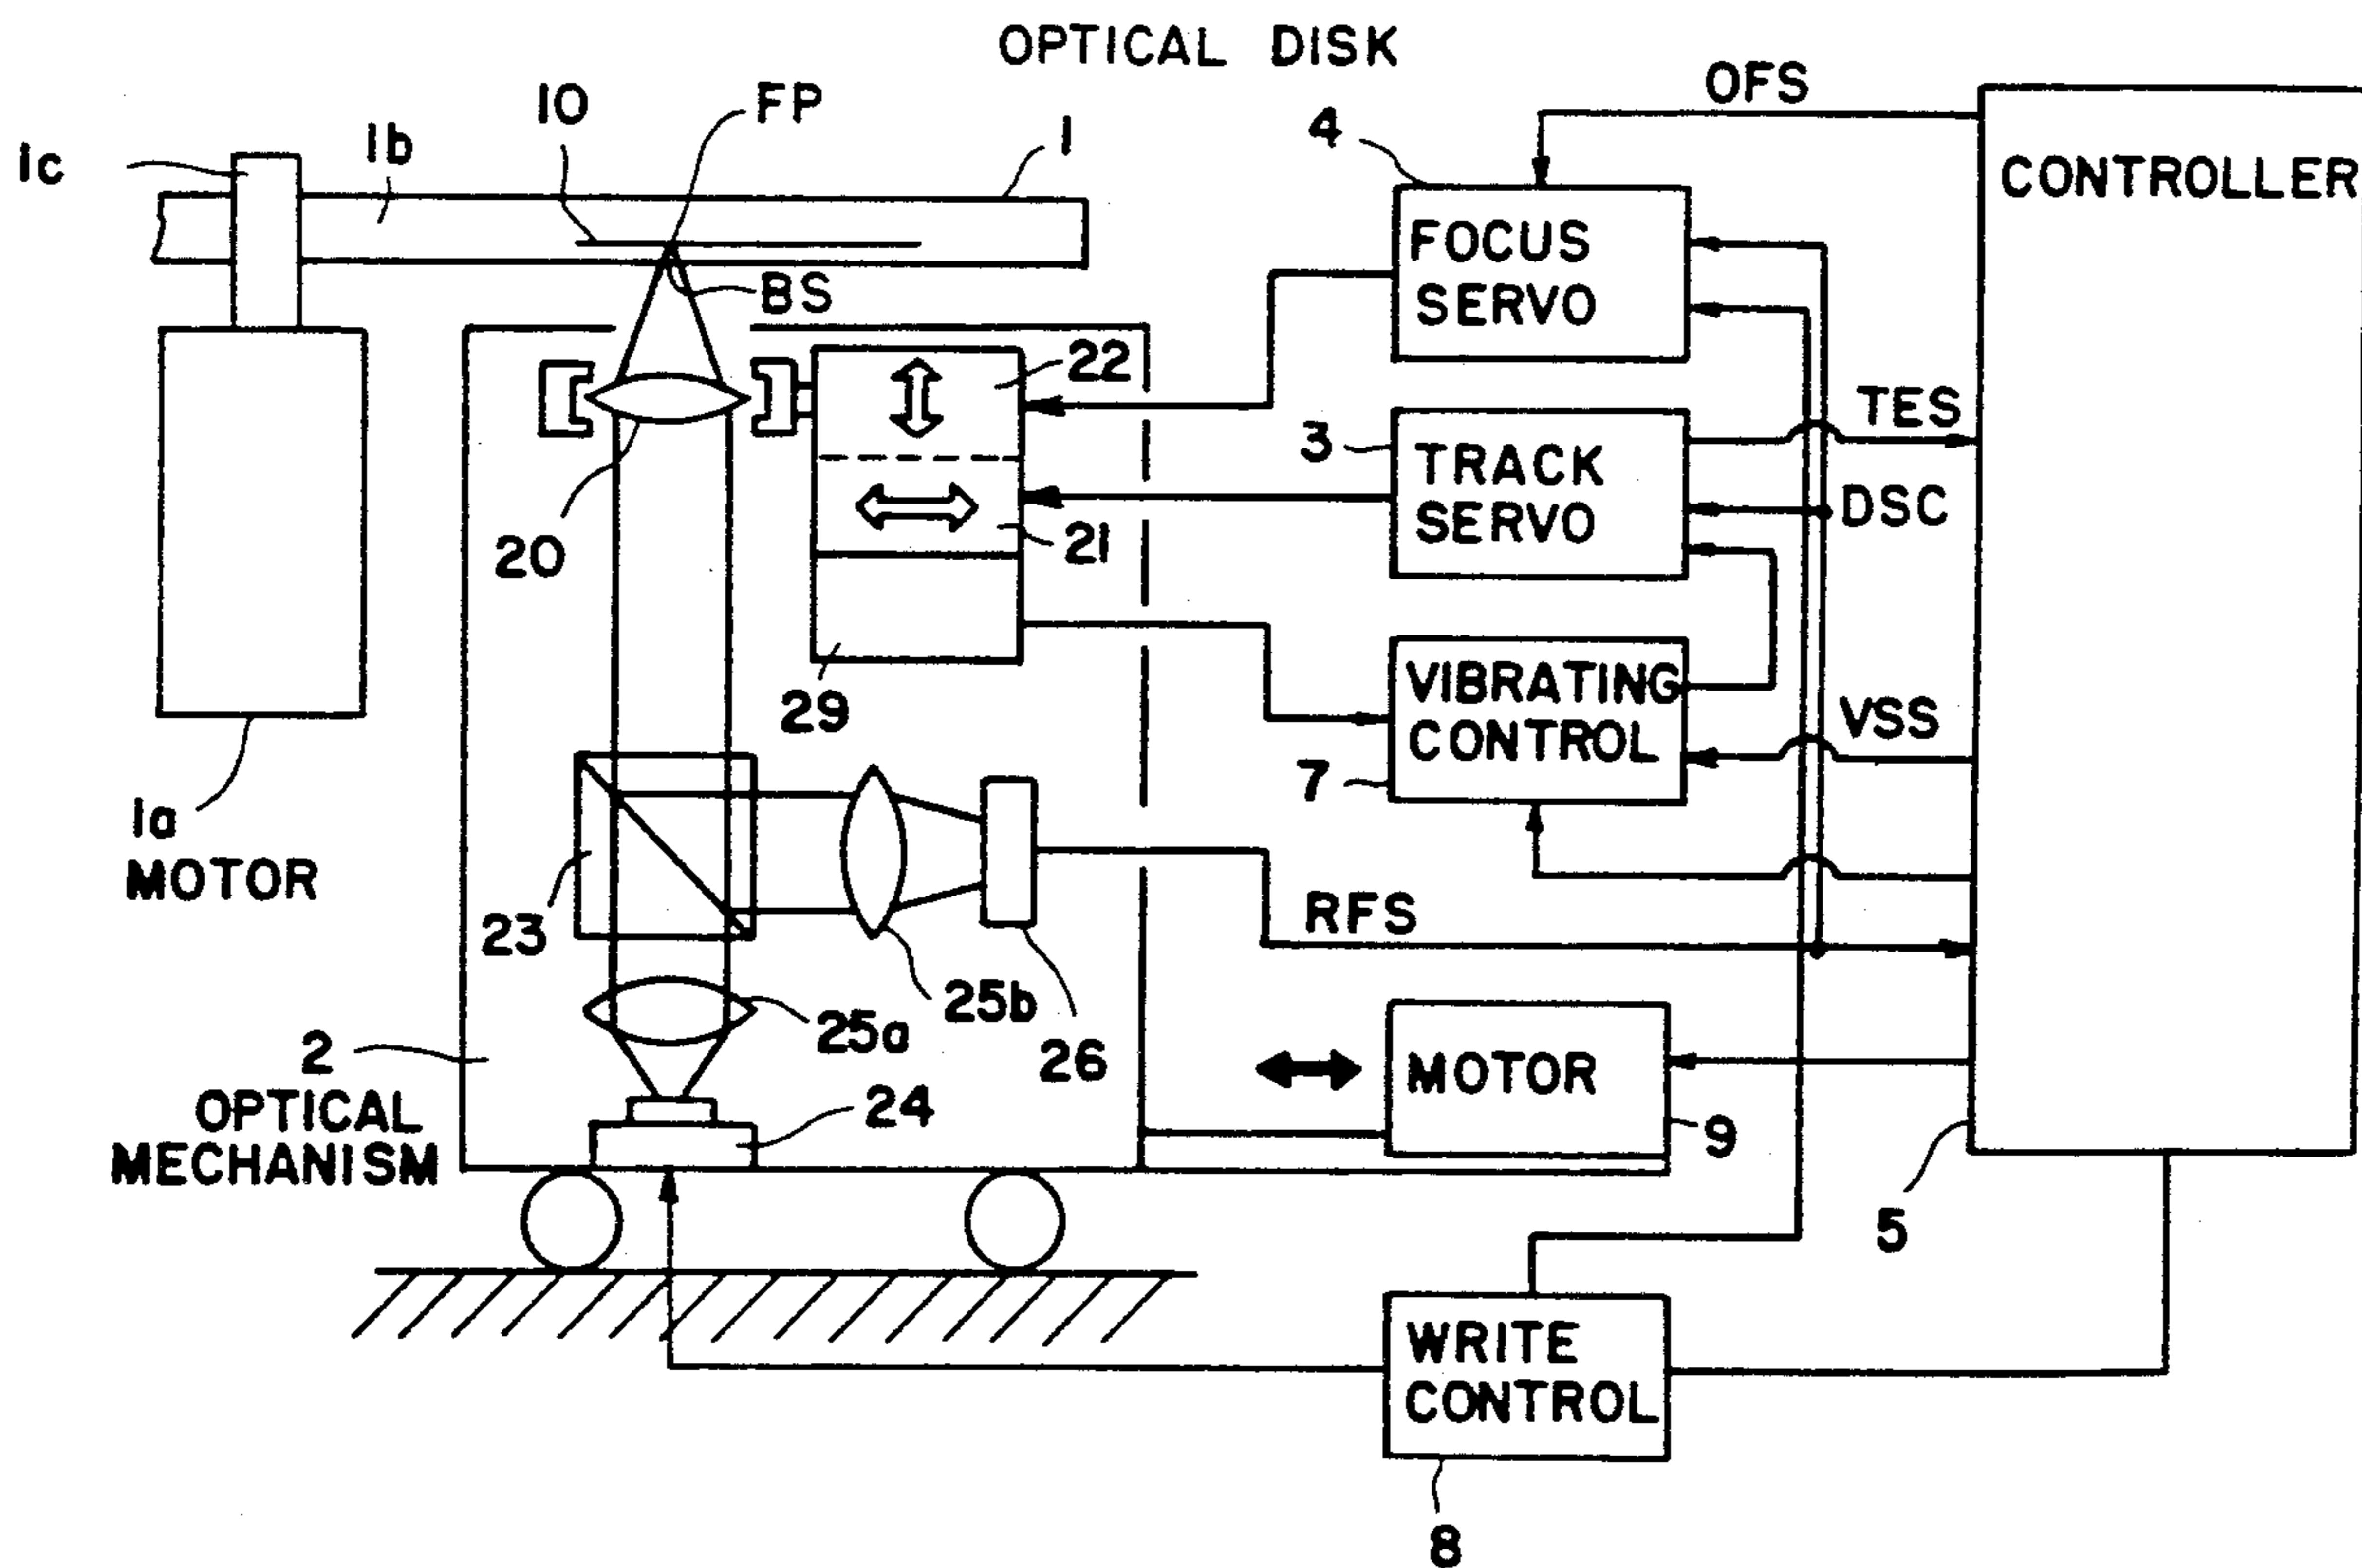 OPTICAL DISK
OFS
10
FP
1c
1b
1
4
CONTROLLER
FOCUS
SERVO
BS
22
TES
3
TRACK
SERVO
DSC
20
21
VIBRATING
CONTROL
VSS
29
7
1a
MOTOR
23
RFS
25b
25a
26
2
OPTICAL
MECHANISM
24
MOTOR
9
5
WRITE
CONTROL
8